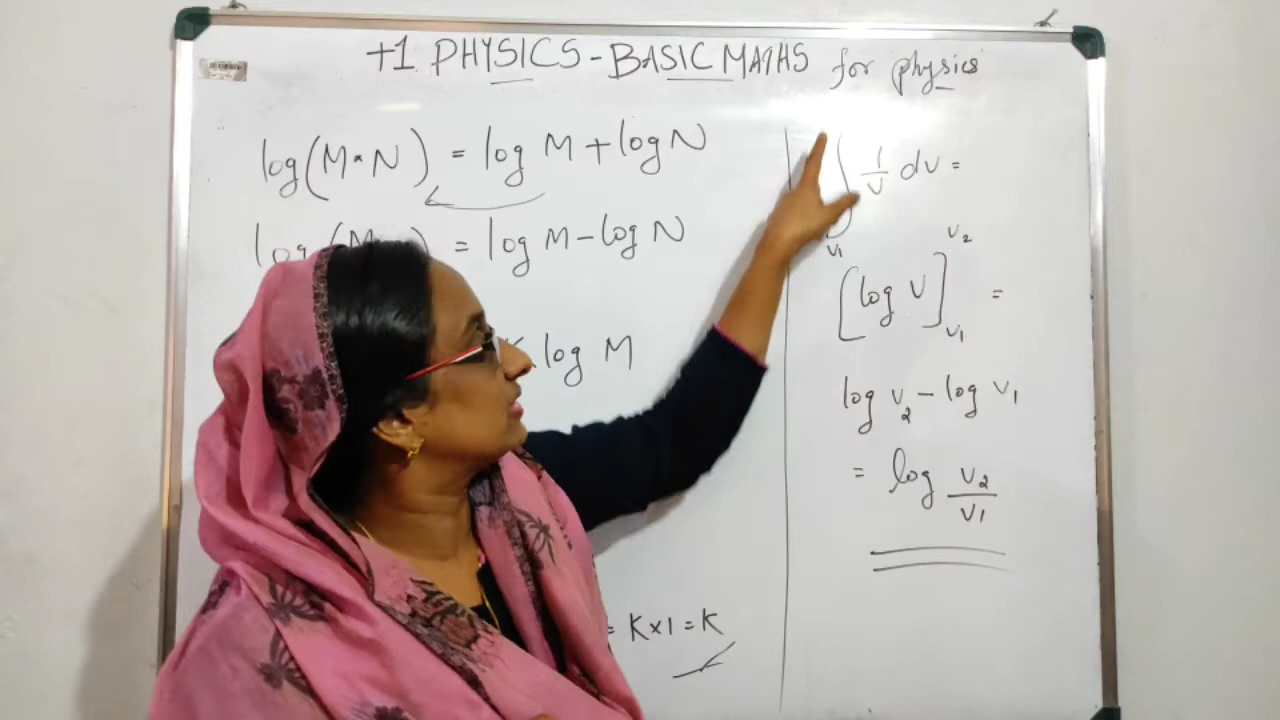 +1 PHYSICS - BASIC MATHS for physics
log(M×N) = log M + log N
log (M = log M - log N
log M
= K×1 = K
∫ 1/V dV =
V1
[log V]V2 V1 =
log V2 - log V1
= log V2/V1